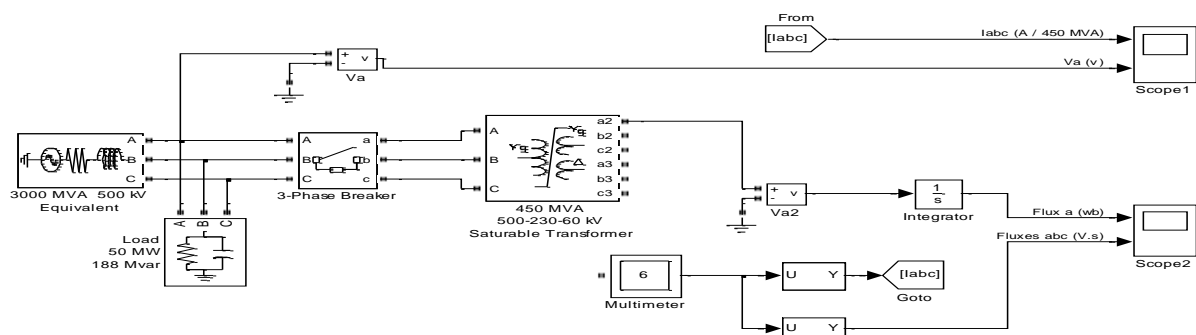 From
[Iabc]
Iabc (A / 450 MVA)
Va (v)
Scope1
+
-
v
Va
A
B
C
3000 MVA 500 kV
Equivalent
A
B
C
a
b
c
3-Phase Breaker
A
B
C
Yg
Yg
Δ
a2
b2
c2
a3
b3
c3
450 MVA
500-230-60 kV
Saturable Transformer
A
B
C
Load
50 MW
188 Mvar
+
-
v
Va2
1
s
Integrator
Flux a (wb)
Fluxes abc (V.s)
Scope2
6
Multimeter
U
Y
[Iabc]
Goto
U
Y